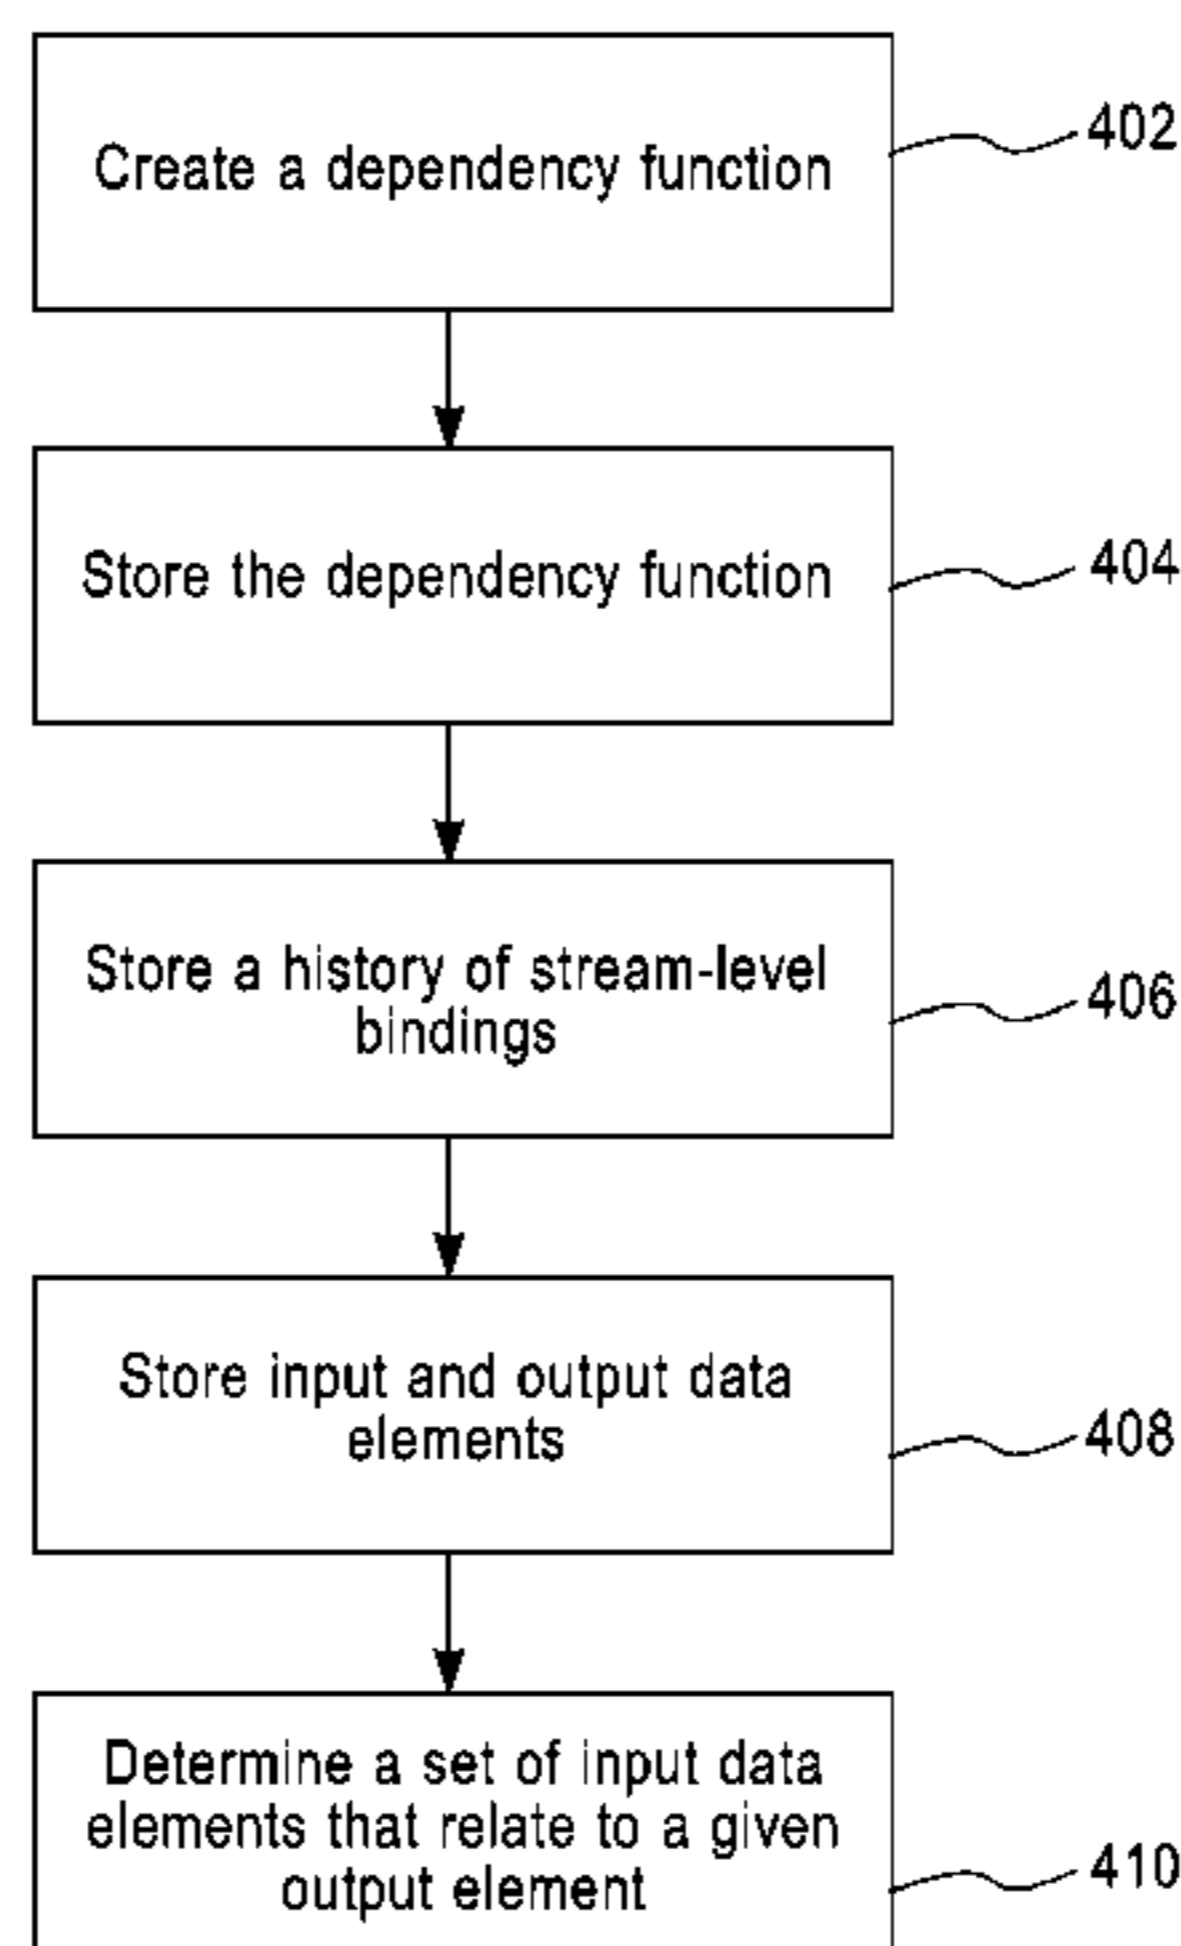 Create a dependency function
402
Store the dependency function
404
Store a history of stream-level
bindings
406
Store input and output data
elements
408
Determine a set of input data
elements that relate to a given
output element
410